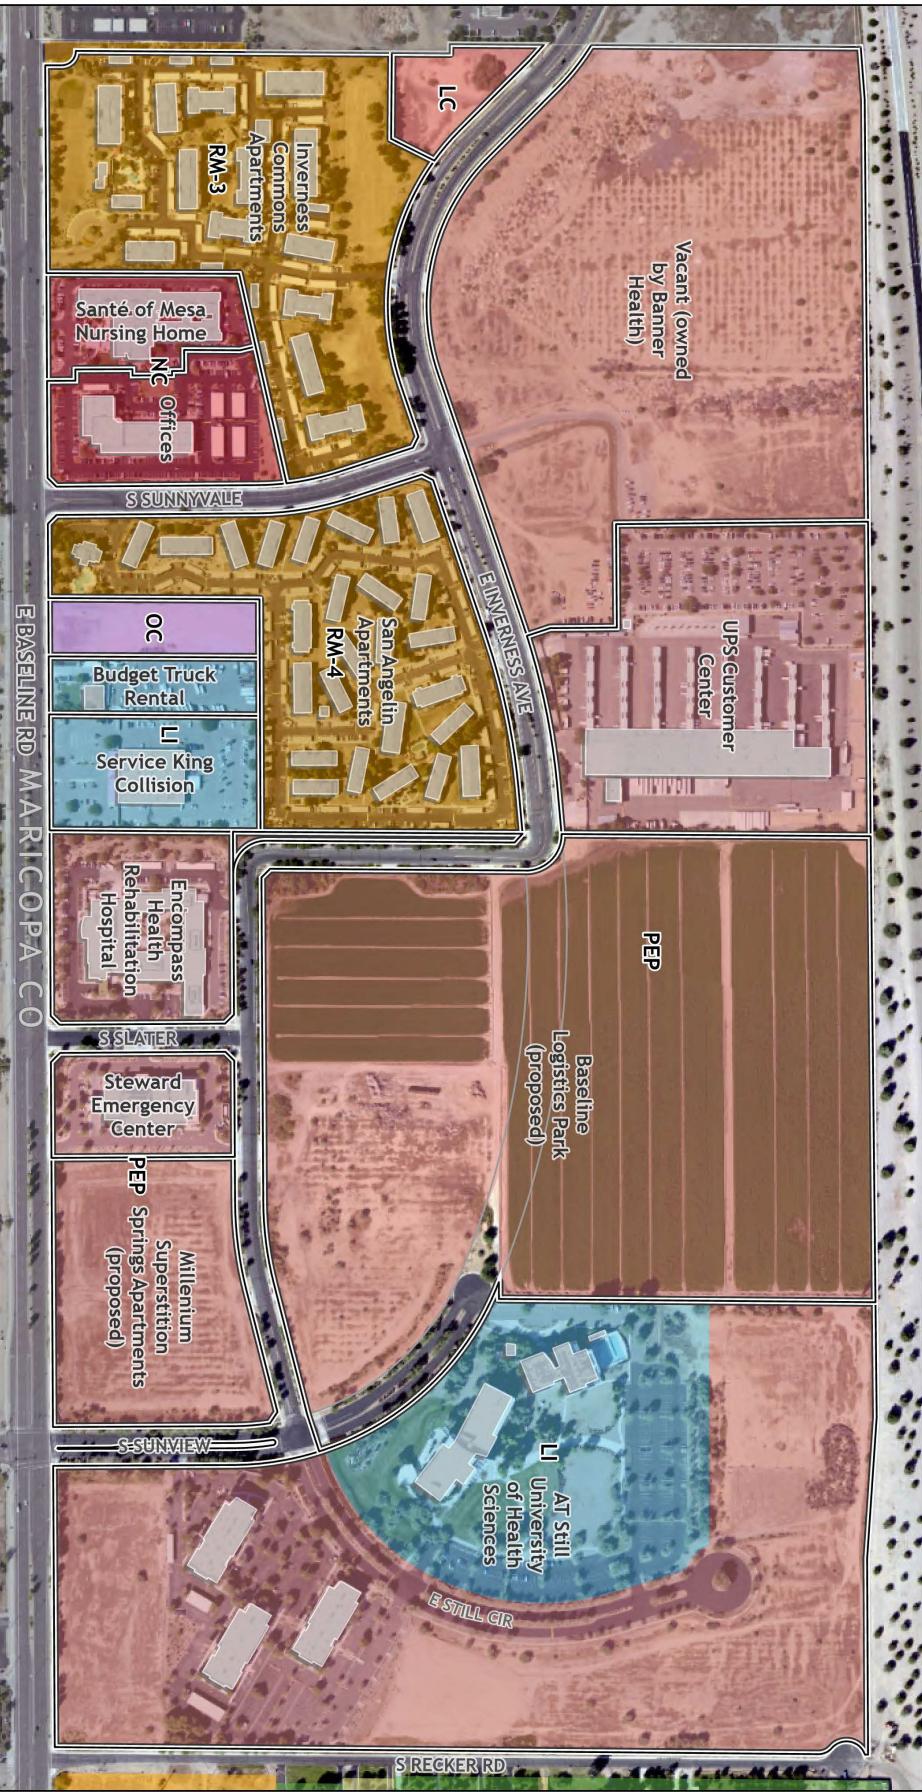 LC
Inverness
Commons
Apartments
RM-3
Vacant (owned
by Banner
Health)
Santé of Mesa
Nursing Home
NC
Offices
S SUNNYVALE
E INVERNESS AVE
UPS Customer
Center
San Angelin
Apartments
RM-4
OC
Budget Truck
Rental
LI
Service King
Collision
E BASELINE RD
MARICOPA CO
Encompass
Health
Rehabilitation
Hospital
PEP
Baseline
Logistics Park
(proposed)
S SLATER
Steward
Emergency
Center
PEP
Millenium
Superstition
Springs Apartments
(proposed)
S SUNVIEW
LI
AT Still
University
of Health
Sciences
E STILL CIR
S RECKER RD